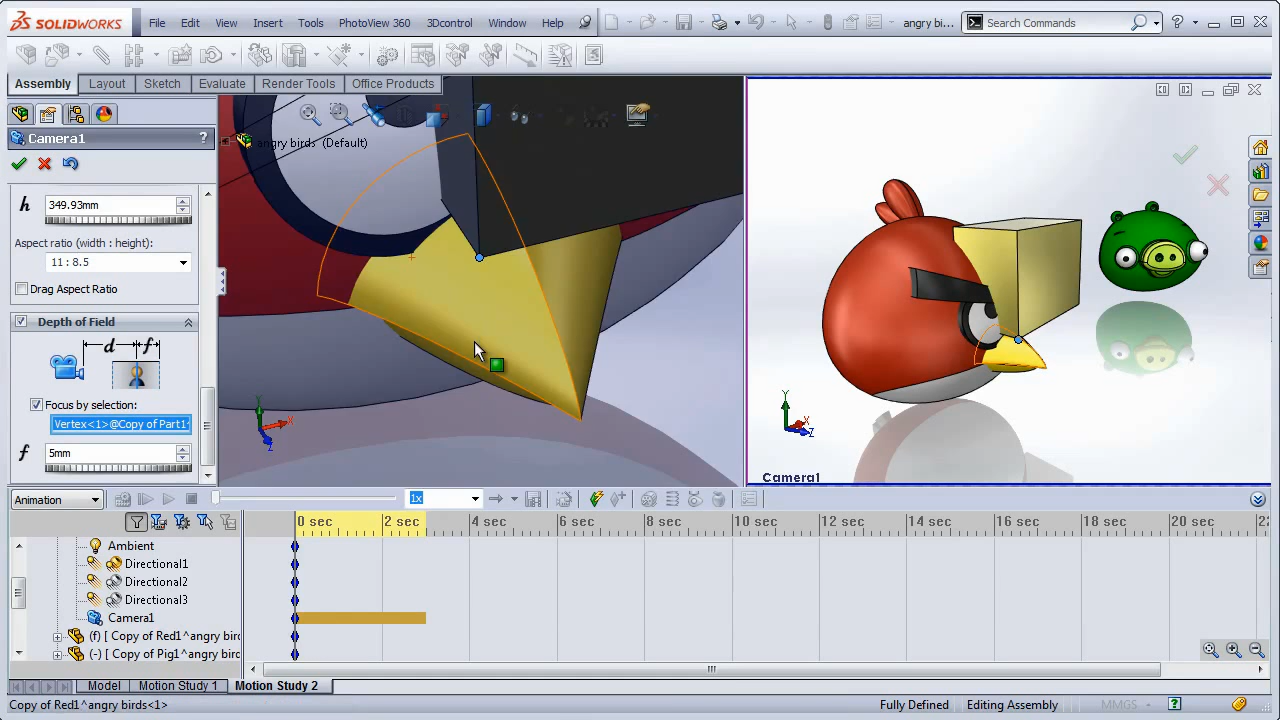 SOLIDWORKS File Edit View Insert Tools PhotoView 360 3Dcontrol Window Help angry bi... Search Commands ?
Assembly Layout Sketch Evaluate Render Tools Office Products
Camera1 ?
angry birds (Default)
h 349.93mm
Aspect ratio (width : height):
11 : 8.5
Drag Aspect Ratio
Depth of Field
d f
Focus by selection:
Vertex<1>@Copy of Part1
f 5mm
Y X Z
Y X Z
Camera1
Animation 1x
0 sec 2 sec 4 sec 6 sec 8 sec 10 sec 12 sec 14 sec 16 sec 18 sec 20 sec 22
Ambient
Directional1
Directional2
Directional3
Camera1
(f) [ Copy of Red1^angry bird
(-) [ Copy of Pig1^angry bird
Model Motion Study 1 Motion Study 2
Copy of Red1^angry birds<1> Fully Defined Editing Assembly MMGS ?